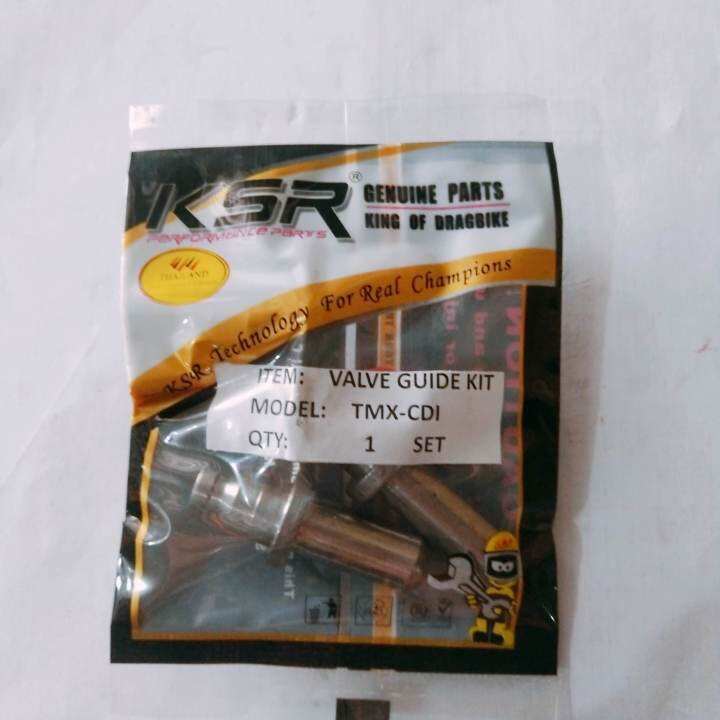 KSR®
PERFORMANCE PARTS
GENUINE PARTS
KING OF DRAGBIKE
THAILAND
KSR Technology For Real Champions
ITEM: VALVE GUIDE KIT
MODEL: TMX-CDI
QTY: 1 SET